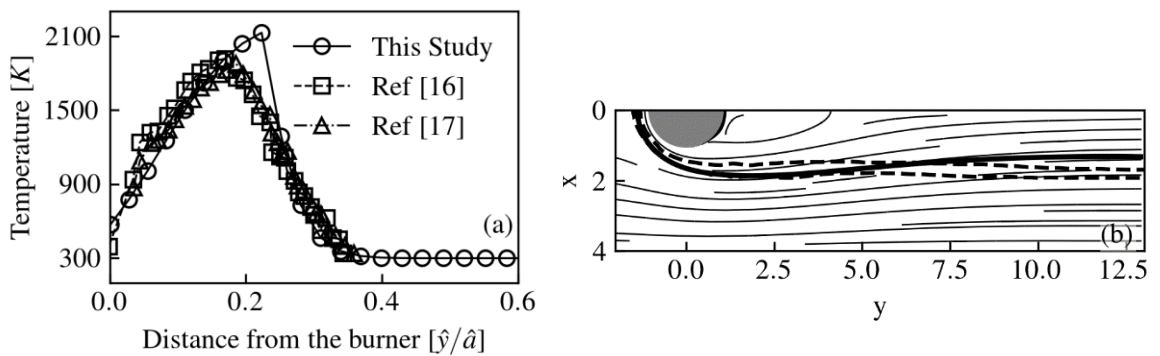 2100
1500
900
300
Temperature [K]
This Study
Ref [16]
Ref [17]
(a)
0.0 0.2 0.4 0.6
Distance from the burner [ŷ/â]
0
2
4
x
(b)
0.0 2.5 5.0 7.5 10.0 12.5
y